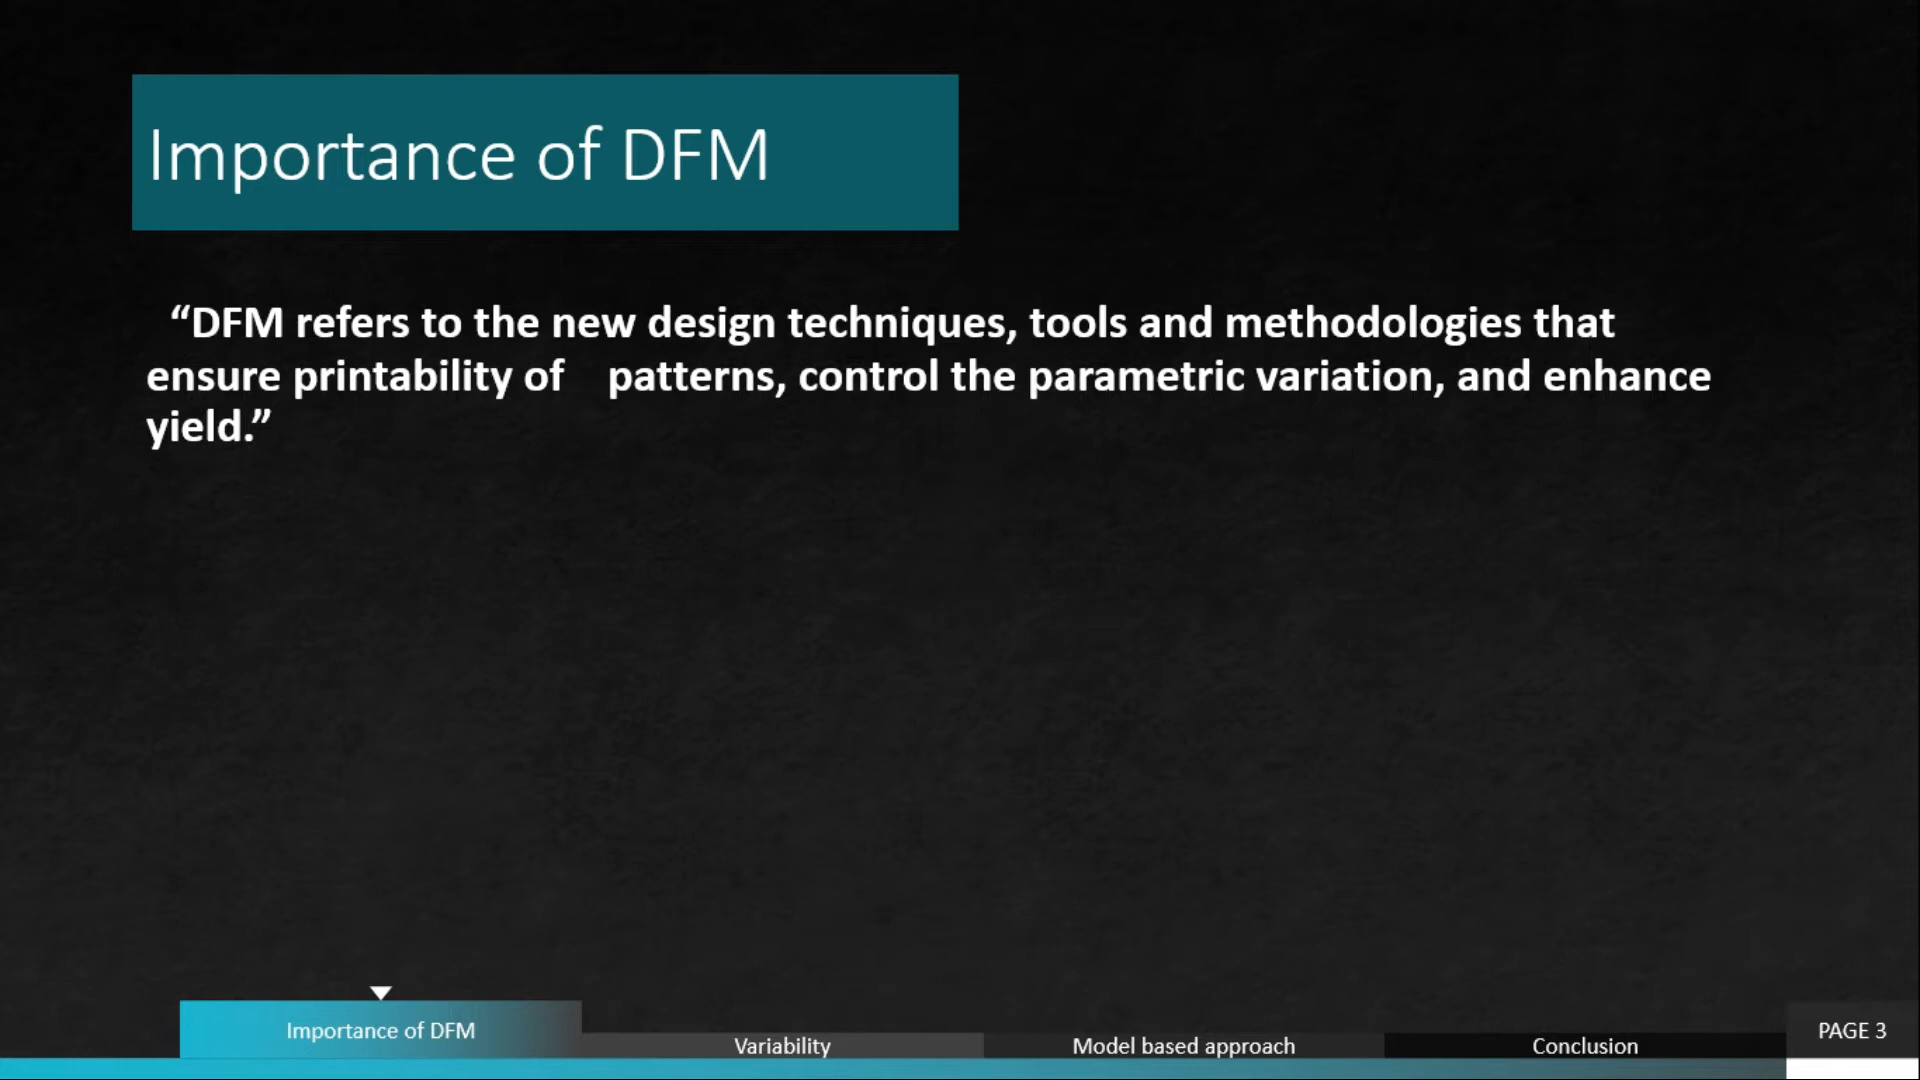 Importance of DFM
“DFM refers to the new design techniques, tools and methodologies that
ensure printability of    patterns, control the parametric variation, and enhance
yield.”
Importance of DFM
Variability
Model based approach
Conclusion
PAGE 3